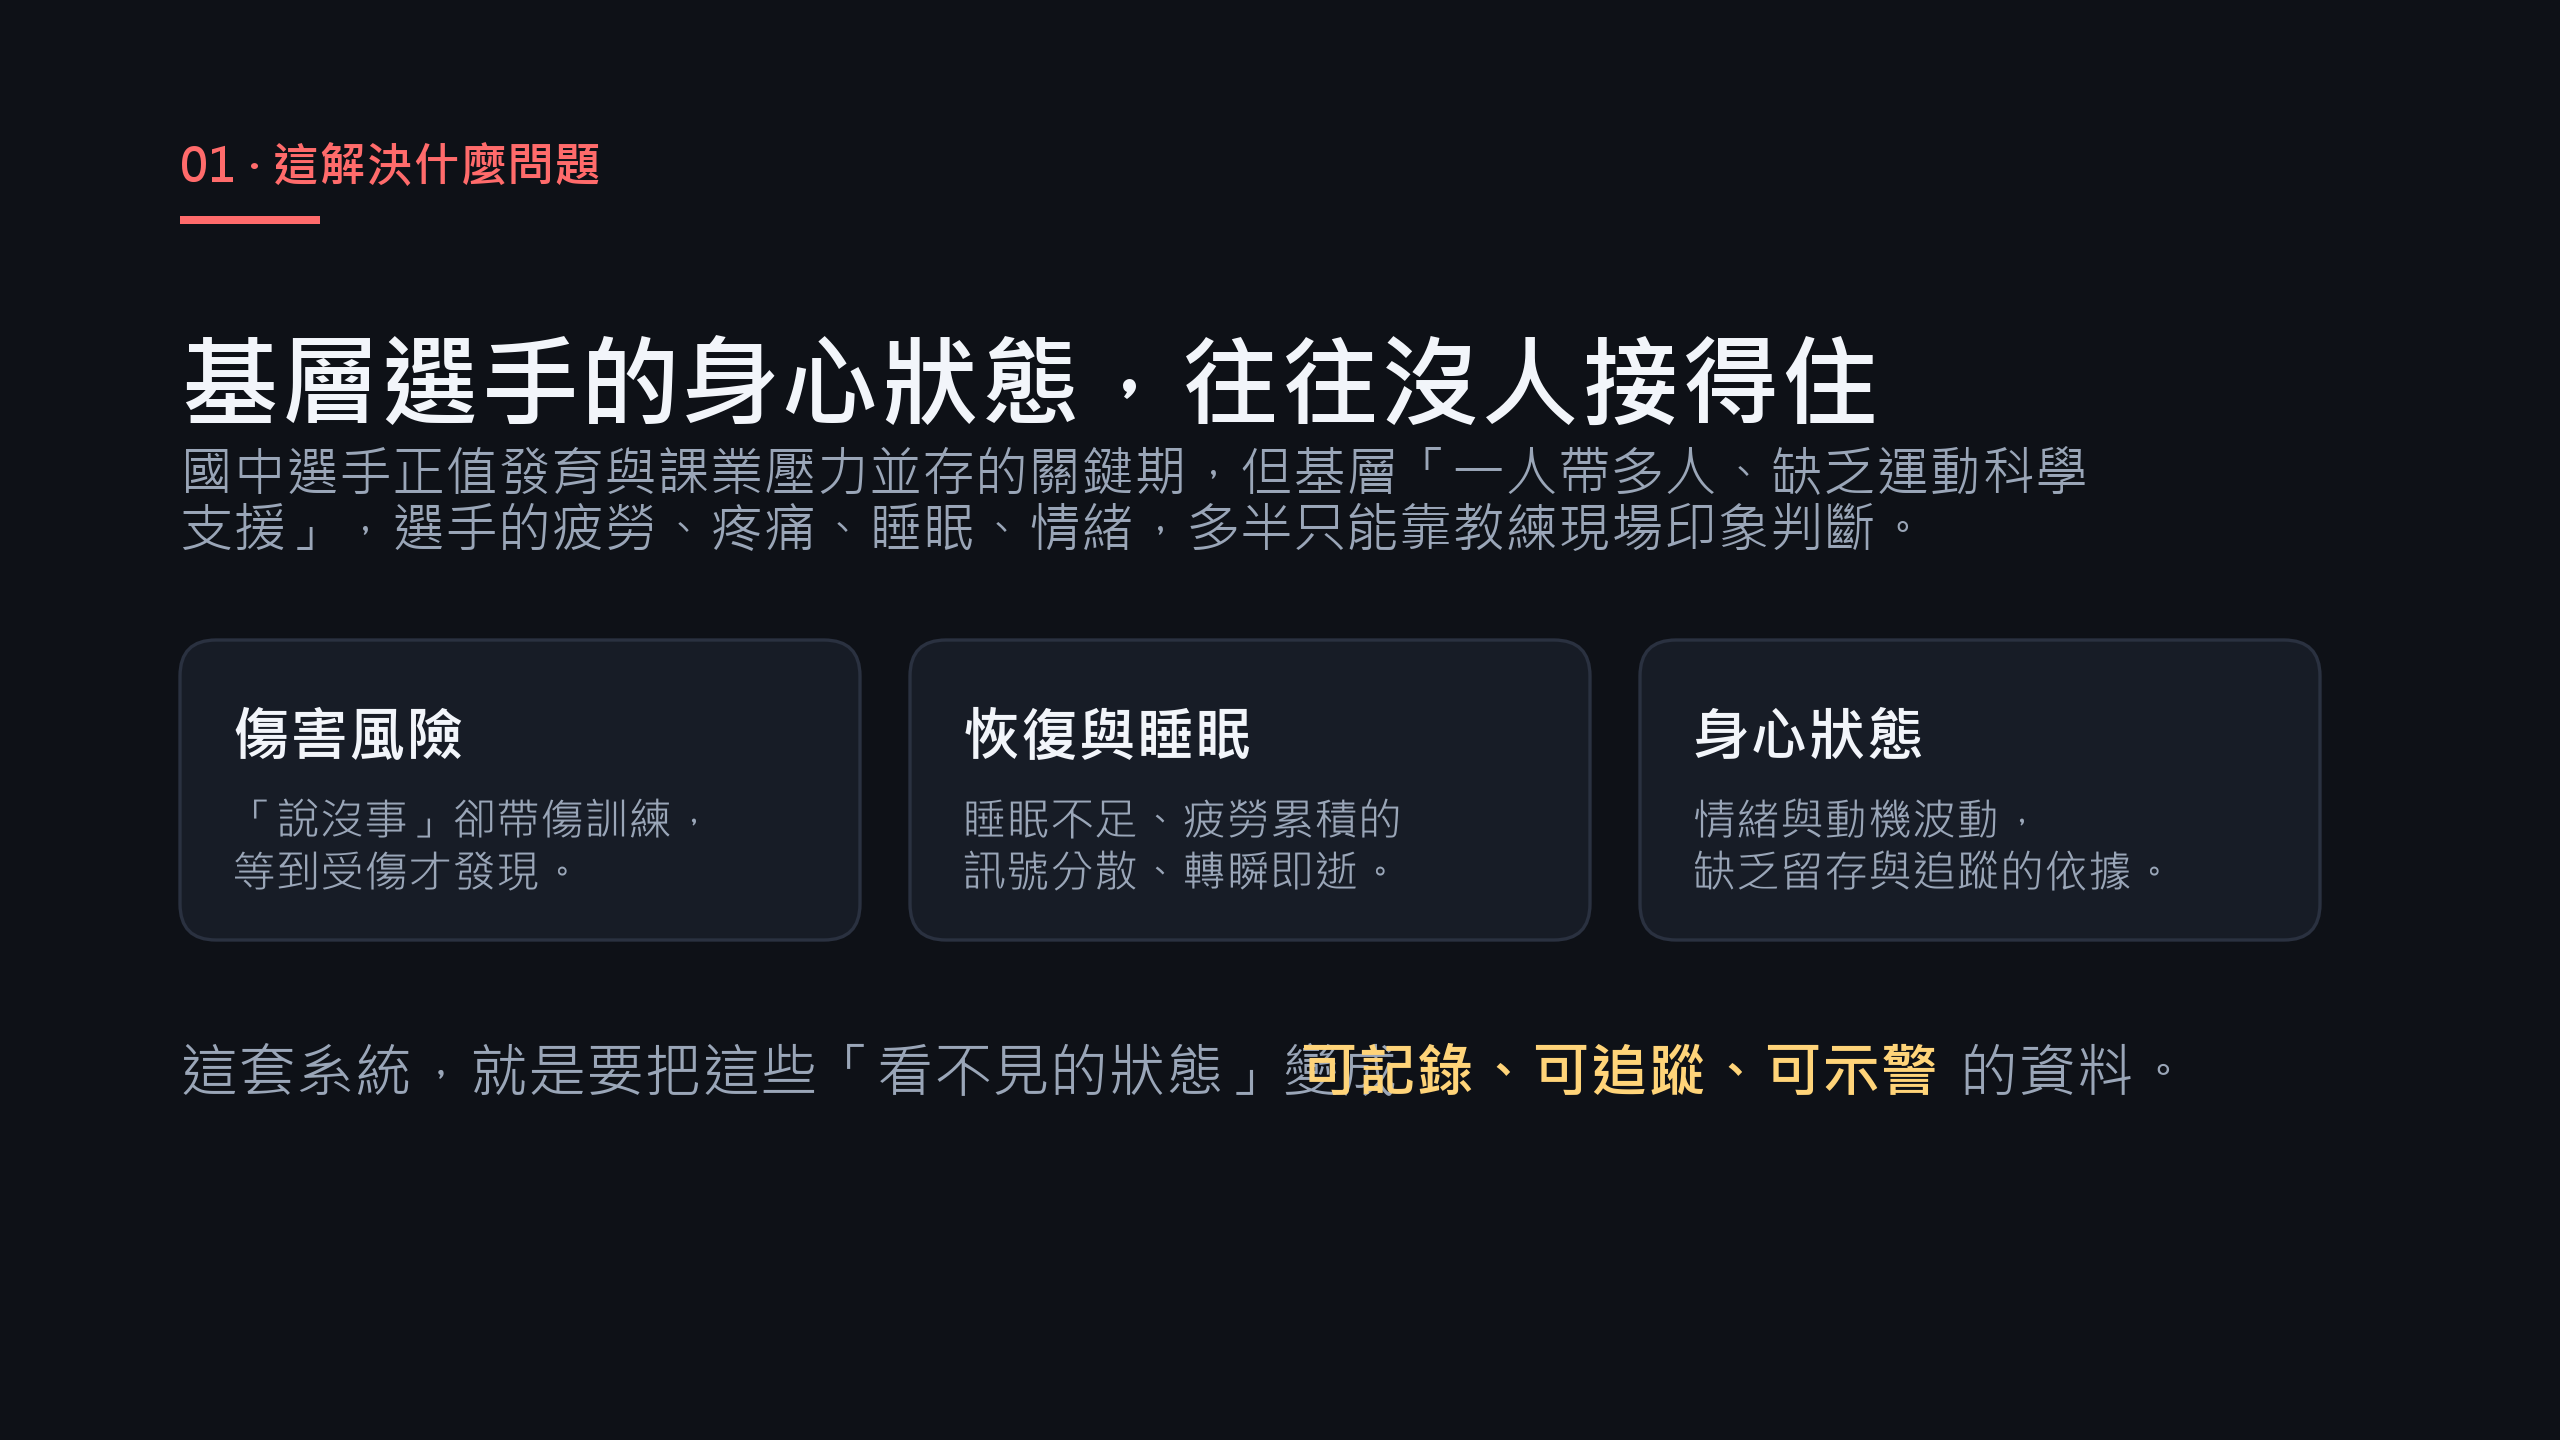 01 · 這解決什麼問題
基層選手的身心狀態，往往沒人接得住
國中選手正值發育與課業壓力並存的關鍵期，但基層「一人帶多人、缺乏運動科學
支援」，選手的疲勞、疼痛、睡眠、情緒，多半只能靠教練現場印象判斷。
傷害風險
「說沒事」卻帶傷訓練，
等到受傷才發現。
恢復與睡眠
睡眠不足、疲勞累積的
訊號分散、轉瞬即逝。
身心狀態
情緒與動機波動，
缺乏留存與追蹤的依據。
這套系統，就是要把這些「看不見的狀態」變成可記錄、可追蹤、可示警 的資料。